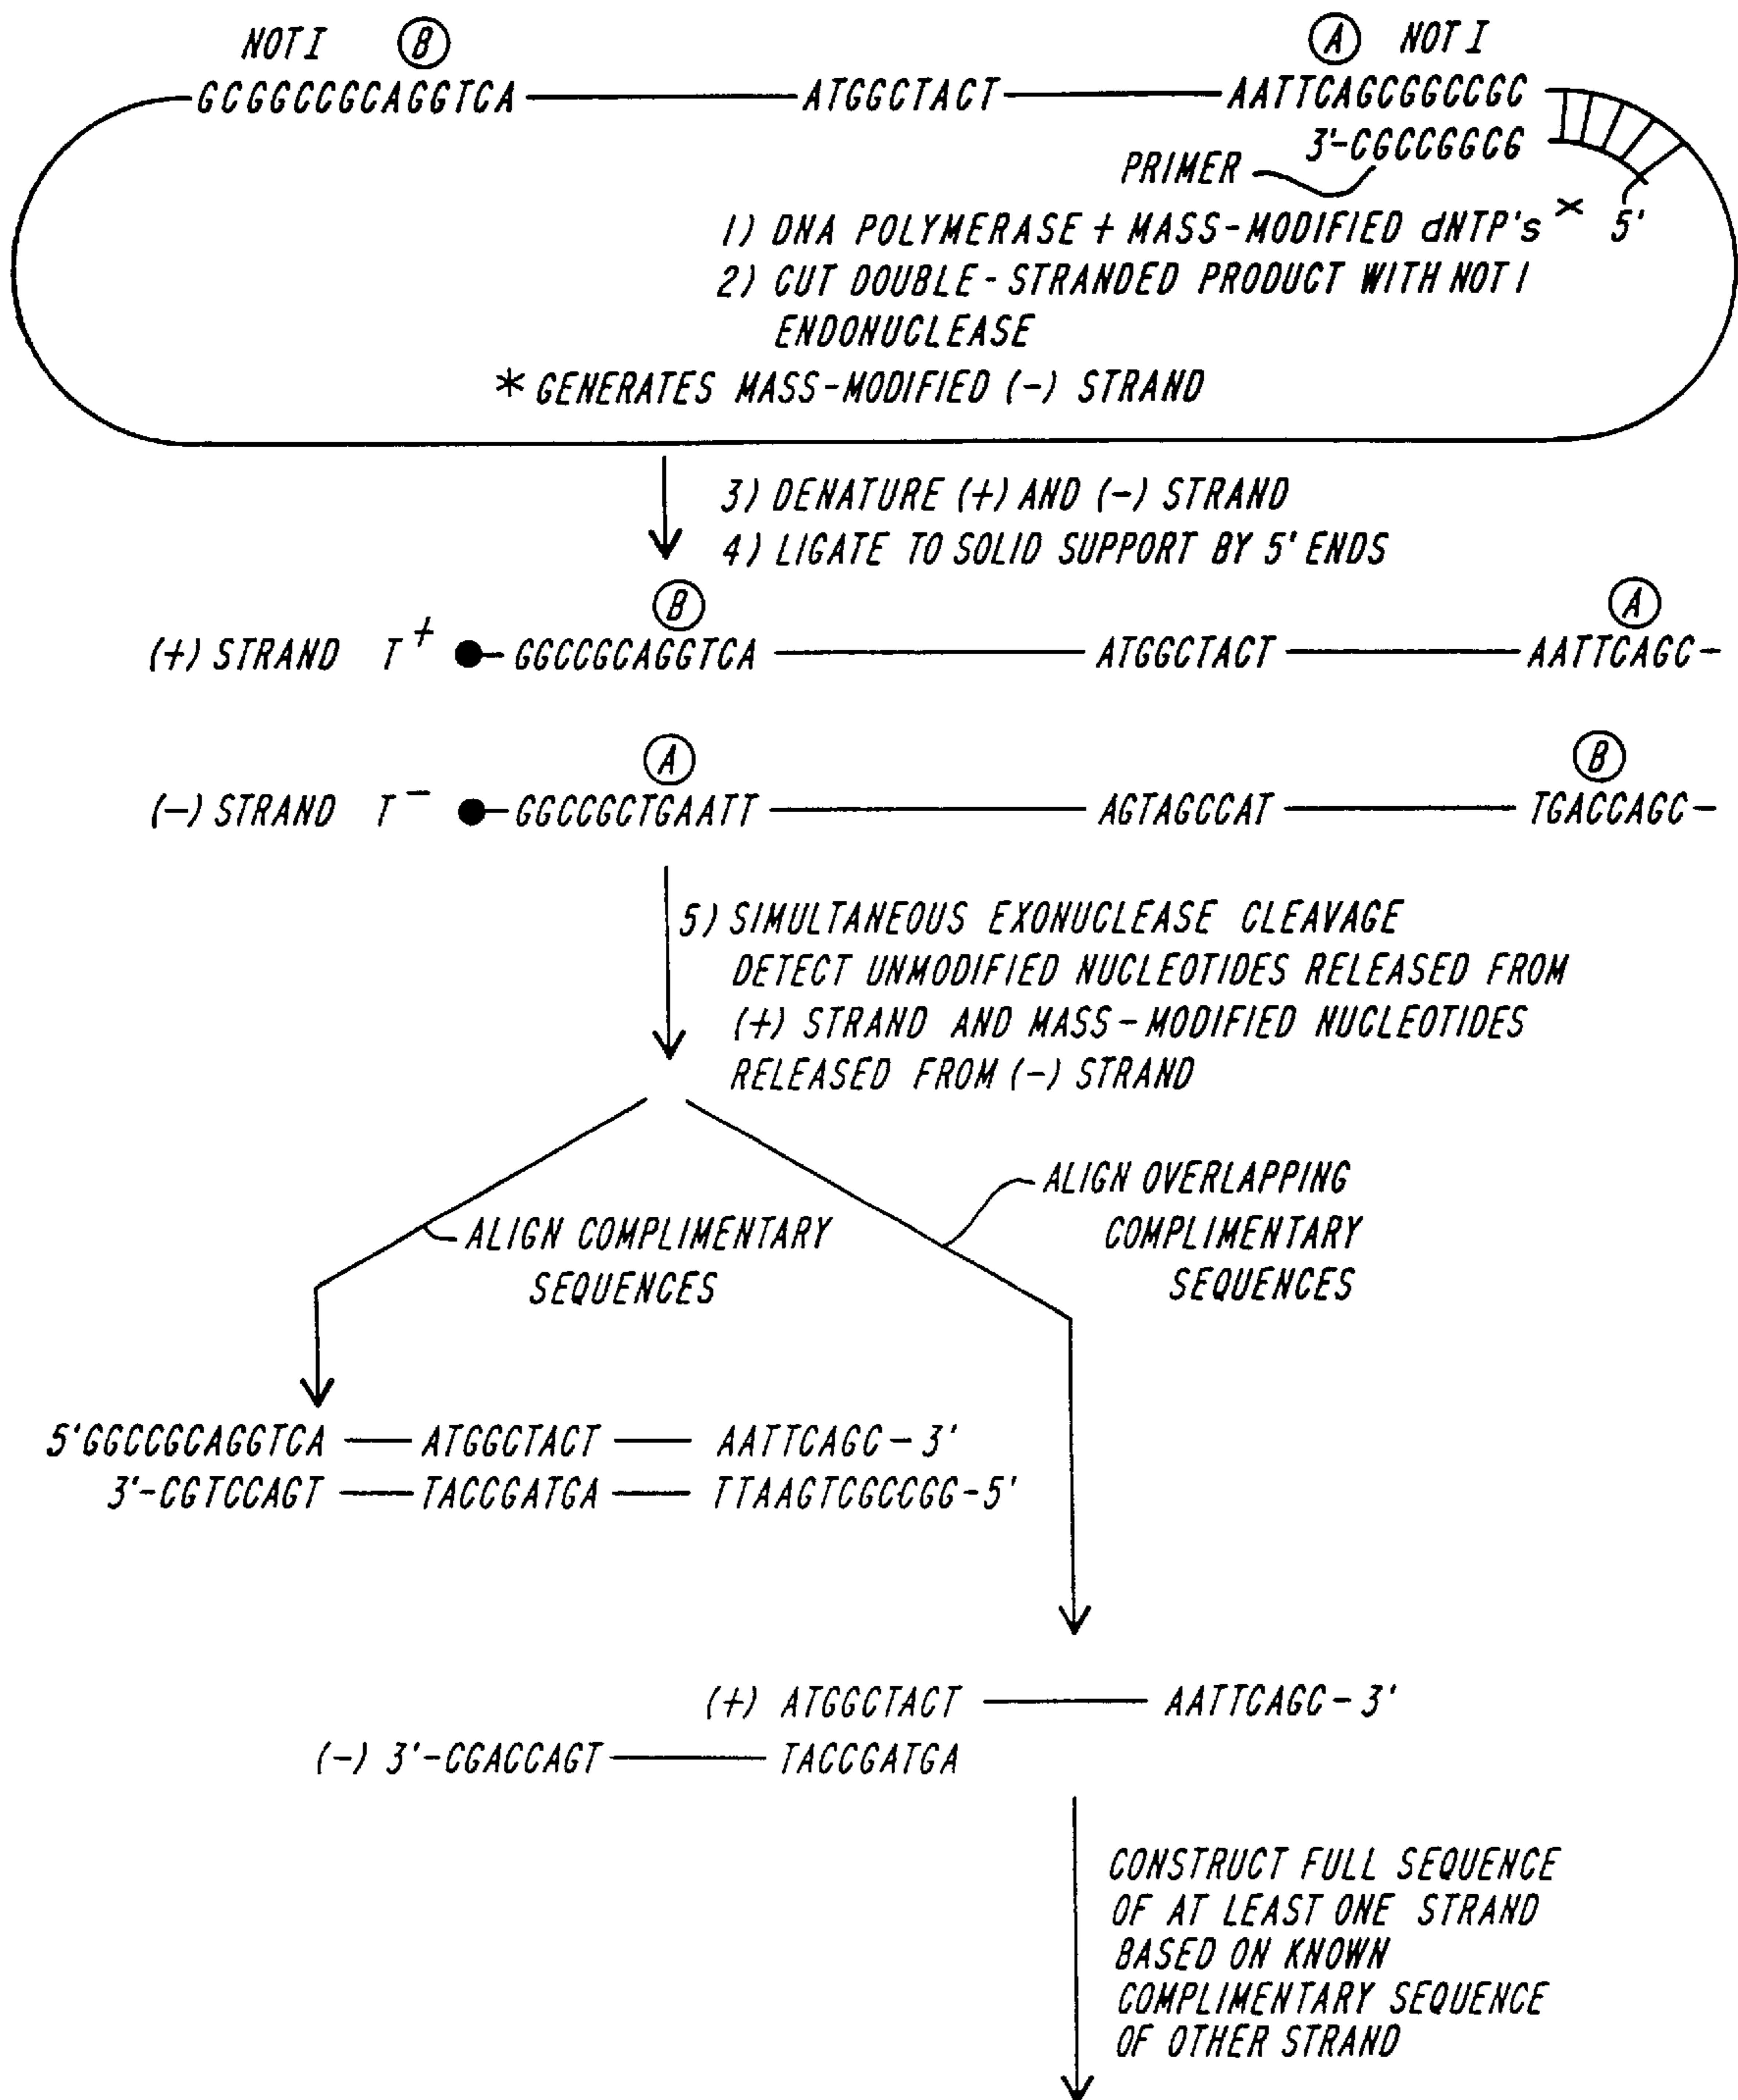 NOT I B A NOT I
GCGGCCGCAGGTCA ATGGCTACT AATTCAGCGGCCGC
3'-CGCCGGCG
PRIMER
5'
1) DNA POLYMERASE + MASS-MODIFIED dNTP's
2) CUT DOUBLE-STRANDED PRODUCT WITH NOT I
ENDONUCLEASE
* GENERATES MASS-MODIFIED (-) STRAND
3) DENATURE (+) AND (-) STRAND
4) LIGATE TO SOLID SUPPORT BY 5' ENDS
B A
(+) STRAND T+ GGCCGCAGGTCA ATGGCTACT AATTCAGC-
A B
(-) STRAND T- GGCCGCTGAATT AGTAGCCAT TGACCAGC-
5) SIMULTANEOUS EXONUCLEASE CLEAVAGE
DETECT UNMODIFIED NUCLEOTIDES RELEASED FROM
(+) STRAND AND MASS-MODIFIED NUCLEOTIDES
RELEASED FROM (-) STRAND
ALIGN COMPLIMENTARY
SEQUENCES
ALIGN OVERLAPPING
COMPLIMENTARY
SEQUENCES
5'GGCCGCAGGTCA — ATGGCTACT — AATTCAGC-3'
3'-CGTCCAGT — TACCGATGA — TTAAGTCGCCGG-5'
(+) ATGGCTACT — AATTCAGC-3'
(-) 3'-CGACCAGT — TACCGATGA
CONSTRUCT FULL SEQUENCE
OF AT LEAST ONE STRAND
BASED ON KNOWN
COMPLIMENTARY SEQUENCE
OF OTHER STRAND